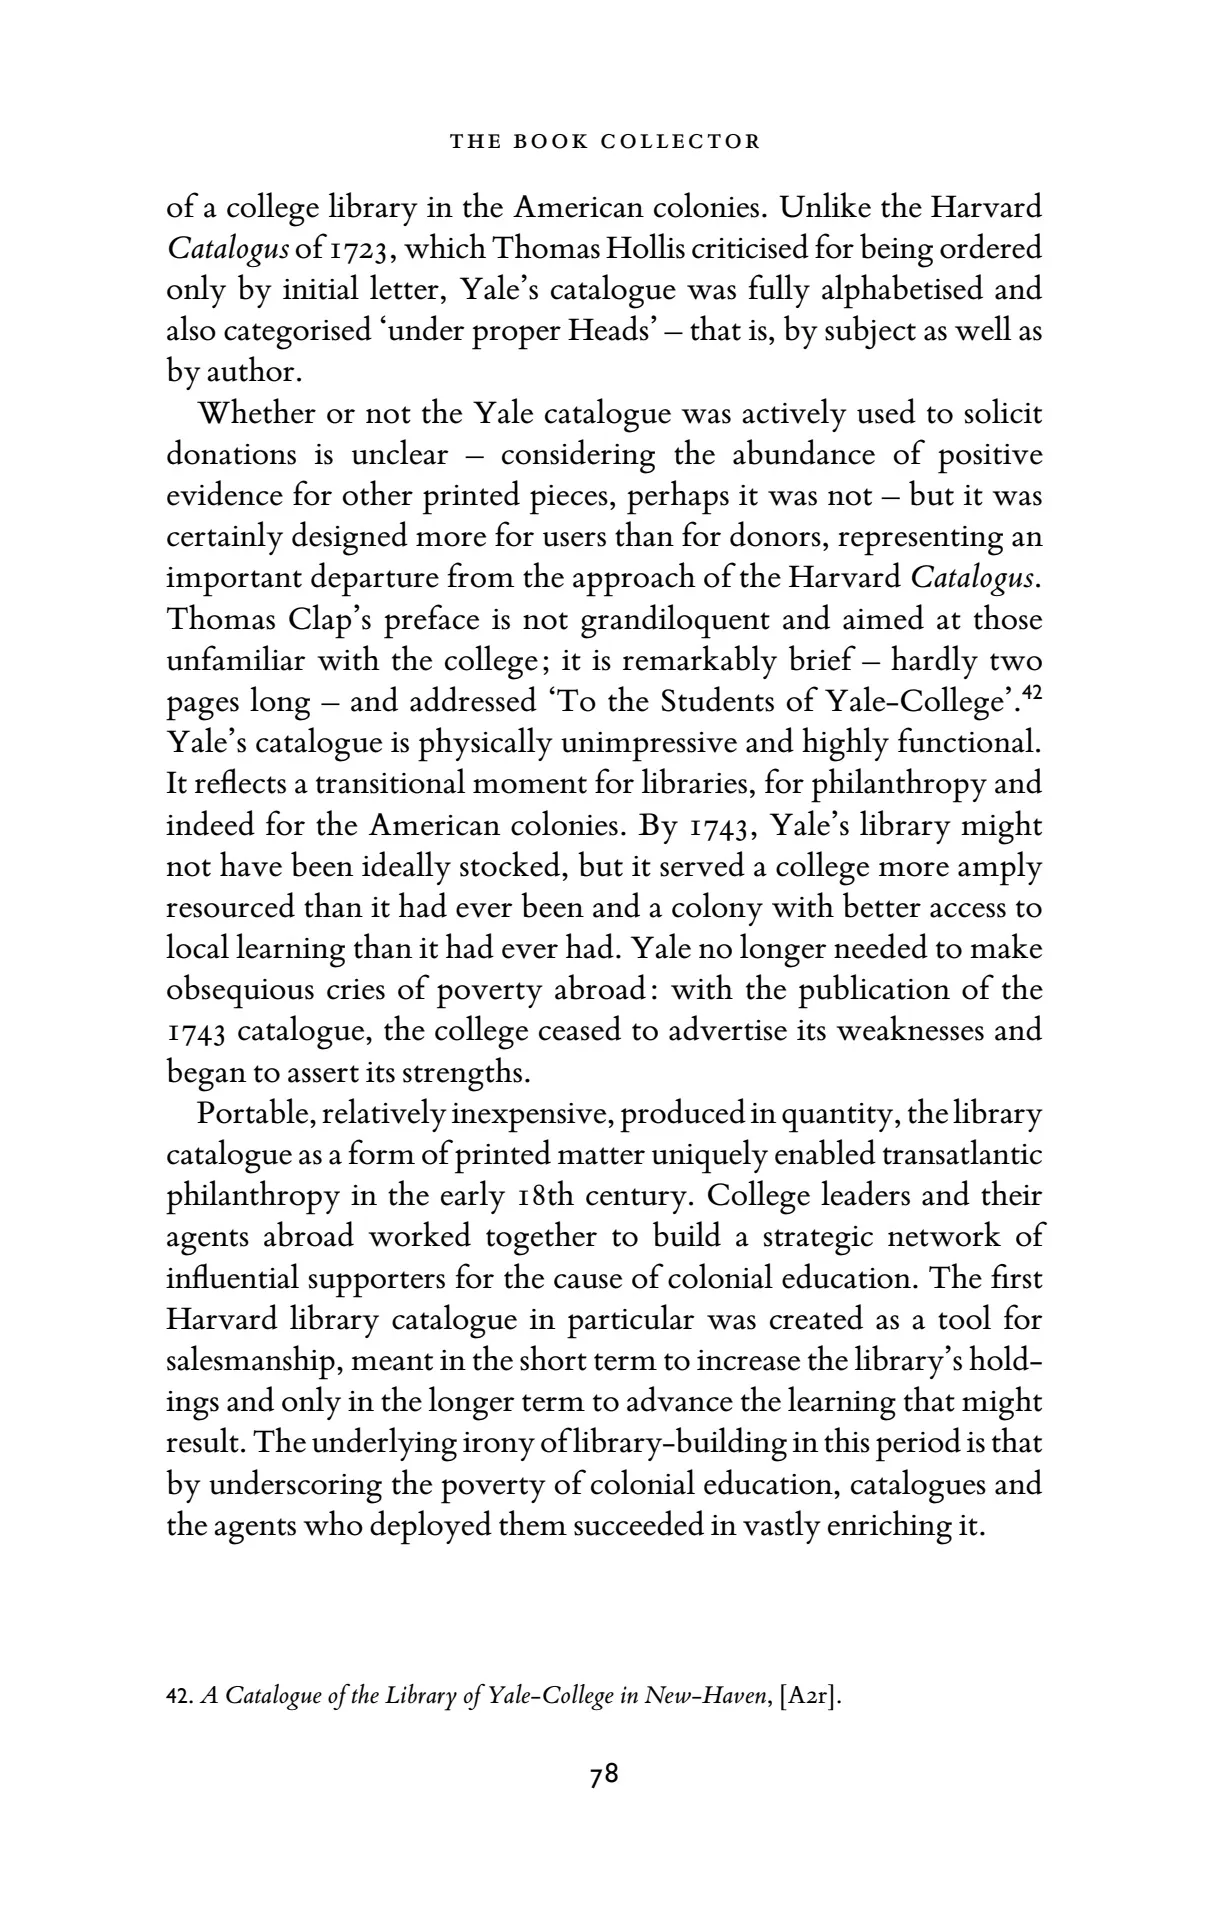 THE BOOK COLLECTOR
of a college library in the American colonies. Unlike the Harvard
Catalogus of 1723, which Thomas Hollis criticised for being ordered
only by initial letter, Yale’s catalogue was fully alphabetised and
also categorised ‘under proper Heads’ – that is, by subject as well as
by author.
Whether or not the Yale catalogue was actively used to solicit
donations is unclear – considering the abundance of positive
evidence for other printed pieces, perhaps it was not – but it was
certainly designed more for users than for donors, representing an
important departure from the approach of the Harvard Catalogus.
Thomas Clap’s preface is not grandiloquent and aimed at those
unfamiliar with the college; it is remarkably brief – hardly two
pages long – and addressed ‘To the Students of Yale-College’.42
Yale’s catalogue is physically unimpressive and highly functional.
It reflects a transitional moment for libraries, for philanthropy and
indeed for the American colonies. By 1743, Yale’s library might
not have been ideally stocked, but it served a college more amply
resourced than it had ever been and a colony with better access to
local learning than it had ever had. Yale no longer needed to make
obsequious cries of poverty abroad: with the publication of the
1743 catalogue, the college ceased to advertise its weaknesses and
began to assert its strengths.
Portable, relatively inexpensive, produced in quantity, the library
catalogue as a form of printed matter uniquely enabled transatlantic
philanthropy in the early 18th century. College leaders and their
agents abroad worked together to build a strategic network of
influential supporters for the cause of colonial education. The first
Harvard library catalogue in particular was created as a tool for
salesmanship, meant in the short term to increase the library’s hold-
ings and only in the longer term to advance the learning that might
result. The underlying irony of library-building in this period is that
by underscoring the poverty of colonial education, catalogues and
the agents who deployed them succeeded in vastly enriching it.
42. A Catalogue of the Library of Yale-College in New-Haven, [A2r].
78